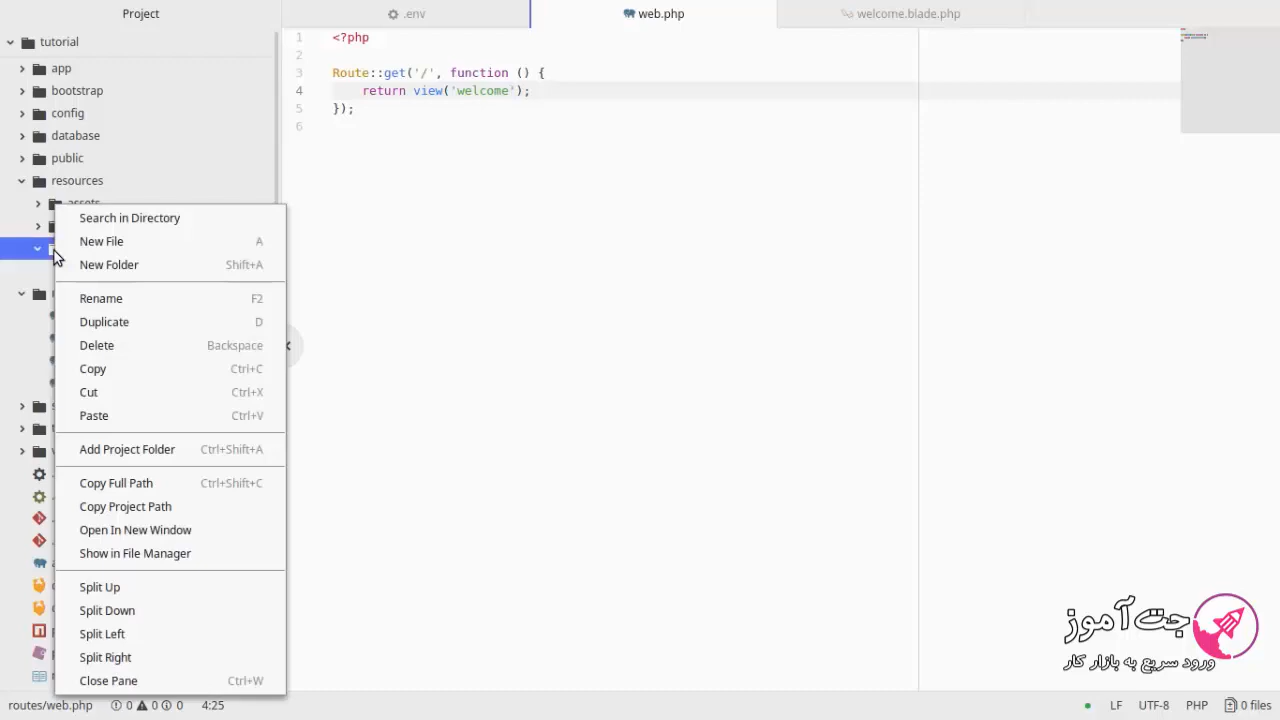 Project
.env
web.php
welcome.blade.php
tutorial
app
bootstrap
config
database
public
resources
assets
1 <?php
2
3 Route::get('/', function () {
4 return view('welcome');
5 });
6
Search in Directory
New File A
New Folder Shift+A
Rename F2
Duplicate D
Delete Backspace
Copy Ctrl+C
Cut Ctrl+X
Paste Ctrl+V
Add Project Folder Ctrl+Shift+A
Copy Full Path Ctrl+Shift+C
Copy Project Path
Open In New Window
Show in File Manager
Split Up
Split Down
Split Left
Split Right
Close Pane Ctrl+W
جت آموز
ورود سریع به بازار کار
routes/web.php 0 0 0 4:25
LF UTF-8 PHP 0 files